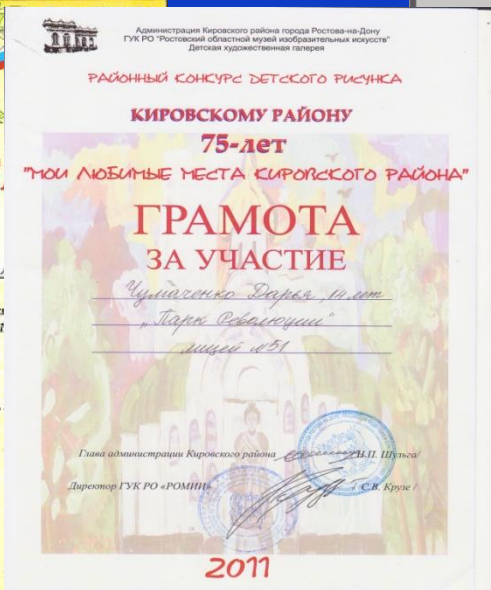 Администрация Кировского района города Ростова-на-Дону
ГУК РО "Ростовский областной музей изобразительных искусств"
Детская художественная галерея
РАЙОННЫЙ КОНКУРС ДЕТСКОГО РИСУНКА
КИРОВСКОМУ РАЙОНУ
75-лет
"МОИ ЛЮБИМЫЕ МЕСТА КИРОВСКОГО РАЙОНА"
ГРАМОТА
ЗА УЧАСТИЕ
Чумаченко Дарья, 14 лет
„Парк Революции"
лицей №51
Глава администрации Кировского района /Н.П. Шульга/
Директор ГУК РО «РОМИИ» / С.В. Крузе /
2011